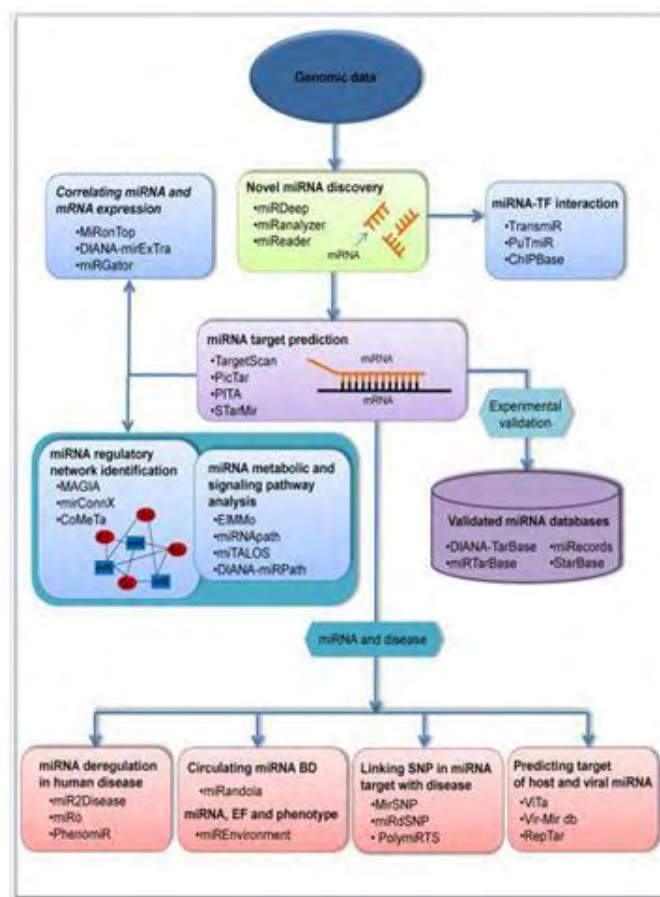 Genomic data
Correlating miRNA and
mRNA expression
•MiRonTop
•DIANA-mirExTra
•miRGator
Novel miRNA discovery
•miRDeep
•miRanalyzer
•miReader
miRNA
miRNA-TF interaction
•TransmiR
•PuTmiR
•ChIPBase
miRNA target prediction
•TargetScan
•PicTar
•PITA
•STarMir
miRNA
mRNA
Experimental
validation
miRNA regulatory
network identification
•MAGIA
•mirConnX
•CoMeTa
miRNA metabolic and
signaling pathway
analysis
•EIMMo
•miRNApath
•miTALOS
•DIANA-miRPath
Validated miRNA databases
•DIANA-TarBase •miRecords
•miRTarBase •StarBase
miRNA and disease
miRNA deregulation
in human disease
•miR2Disease
•miRó
•PhenomiR
Circulating miRNA BD
•miRandola
miRNA, EF and phenotype
•miREnvironment
Linking SNP in miRNA
target with disease
•MirSNP
•miRdSNP
•PolymiRTS
Predicting target
of host and viral miRNA
•ViTa
•Vir-Mir db
•RepTar